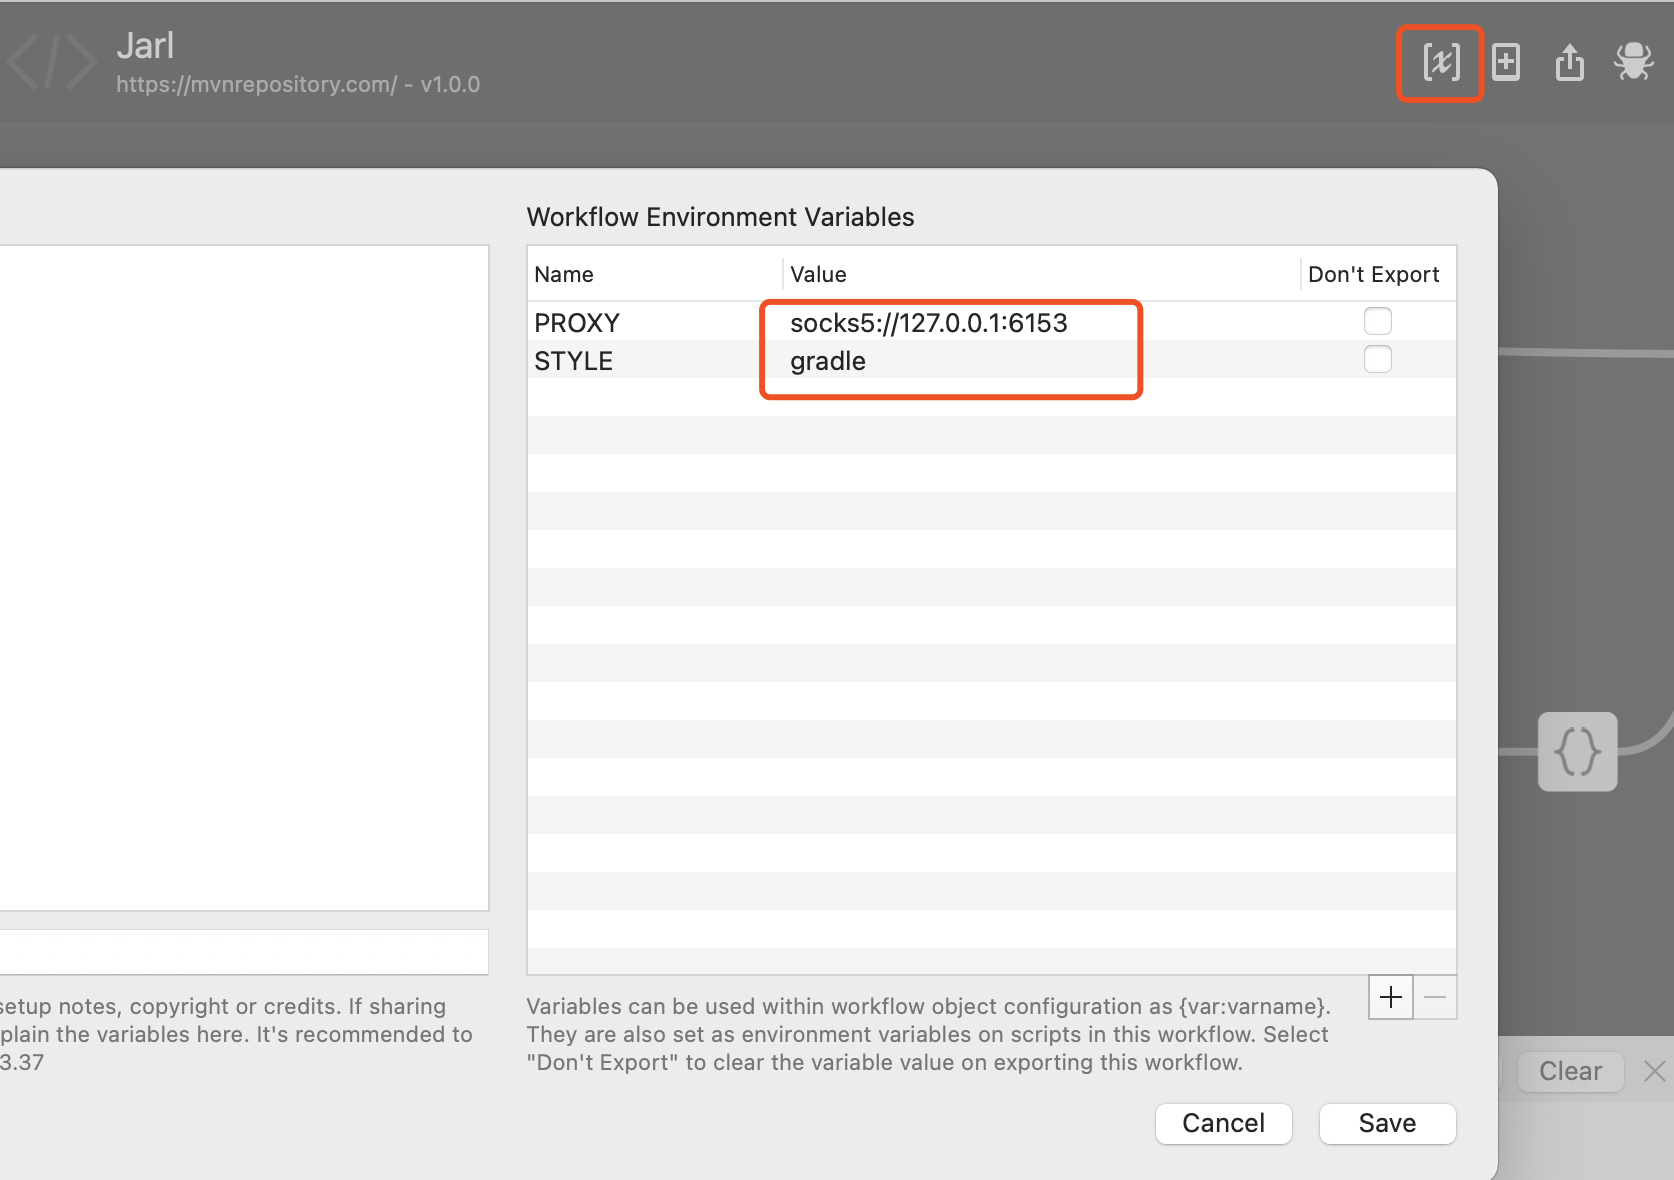 Jarl
https://mvnrepository.com/ - v1.0.0
[x]
Workflow Environment Variables
Name Value Don't Export
PROXY socks5://127.0.0.1:6153
STYLE gradle
setup notes, copyright or credits. If sharing
plain the variables here. It's recommended to
3.37
Variables can be used within workflow object configuration as {var:varname}.
They are also set as environment variables on scripts in this workflow. Select
"Don't Export" to clear the variable value on exporting this workflow.
{}
Clear
Cancel Save